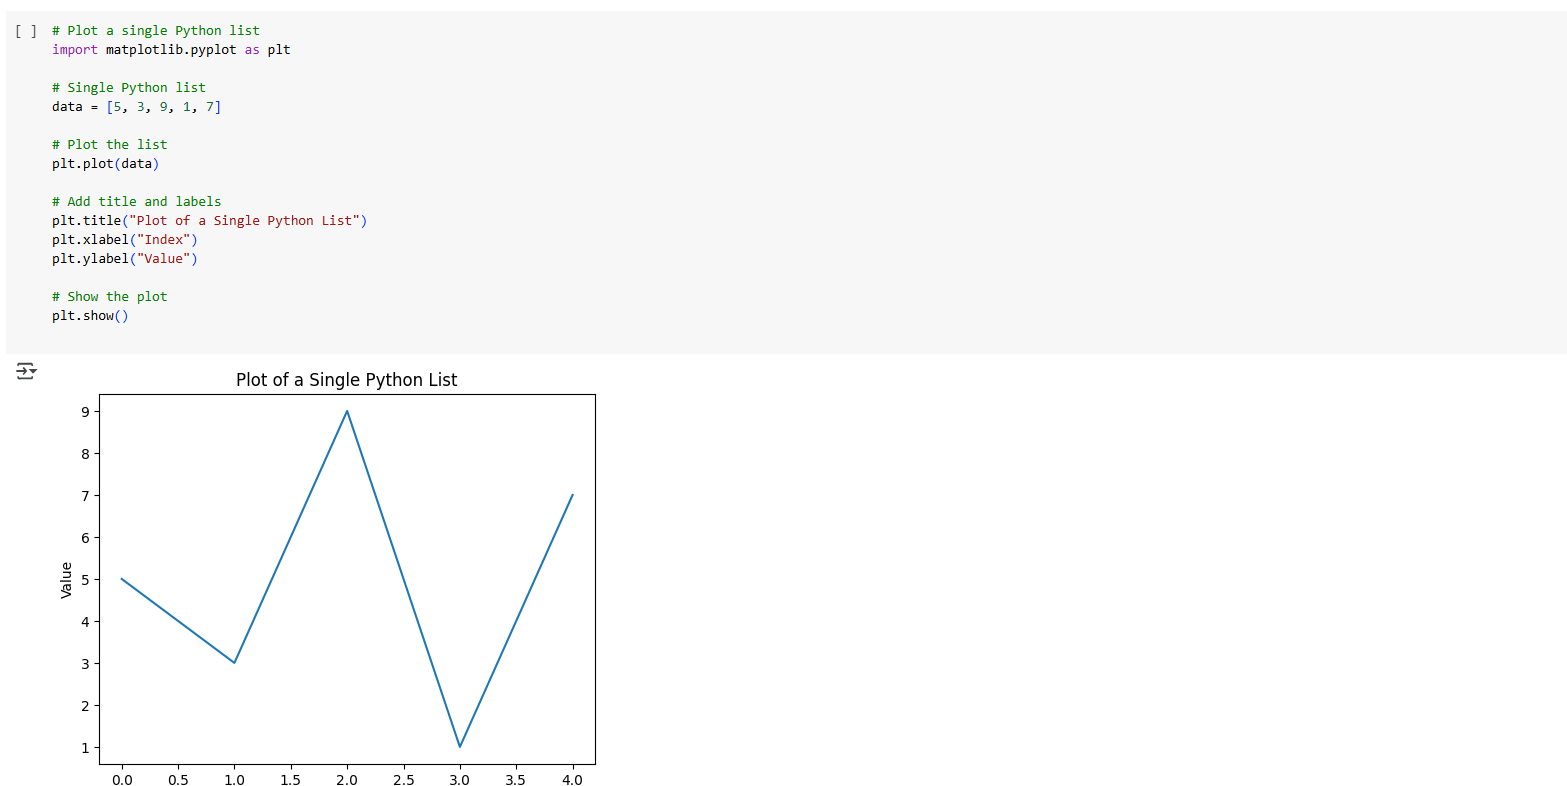 [ ] # Plot a single Python list
import matplotlib.pyplot as plt
# Single Python list
data = [5, 3, 9, 1, 7]
# Plot the list
plt.plot(data)
# Add title and labels
plt.title("Plot of a Single Python List")
plt.xlabel("Index")
plt.ylabel("Value")
# Show the plot
plt.show()
Plot of a Single Python List
9
8
7
6
5
4
3
2
1
Value
0.0 0.5 1.0 1.5 2.0 2.5 3.0 3.5 4.0